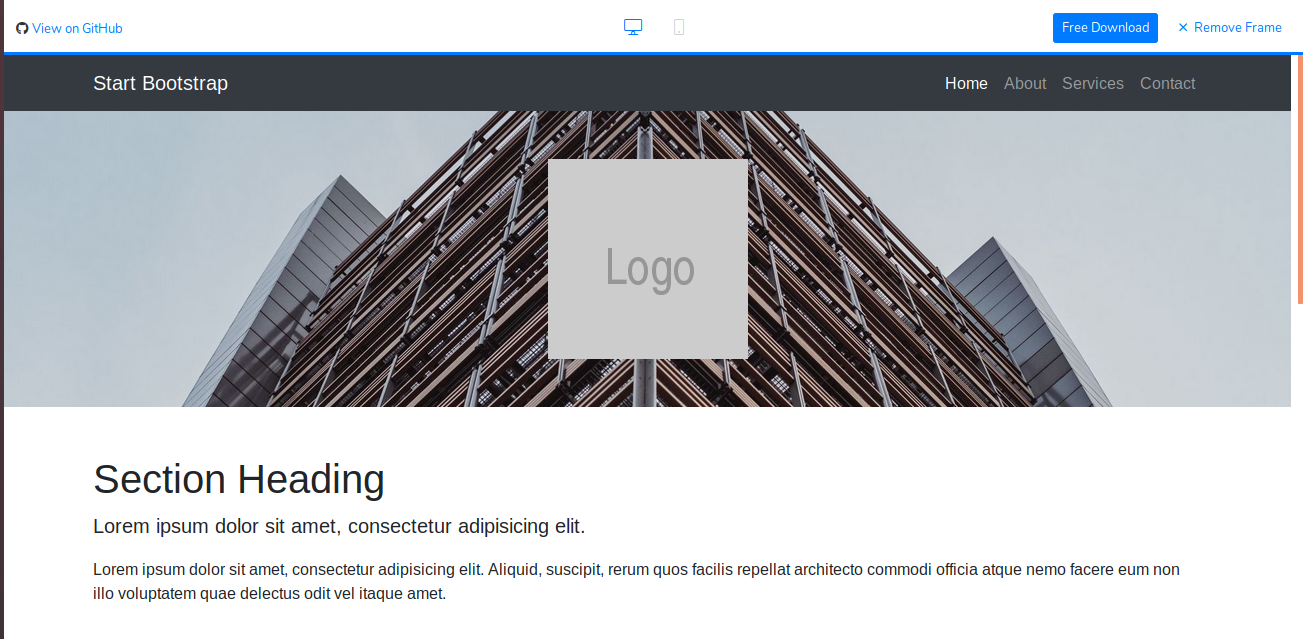 View on GitHub
Free Download
× Remove Frame
Start Bootstrap
Home About Services Contact
Logo
Section Heading
Lorem ipsum dolor sit amet, consectetur adipisicing elit.
Lorem ipsum dolor sit amet, consectetur adipisicing elit. Aliquid, suscipit, rerum quos facilis repellat architecto commodi officia atque nemo facere eum non
illo voluptatem quae delectus odit vel itaque amet.